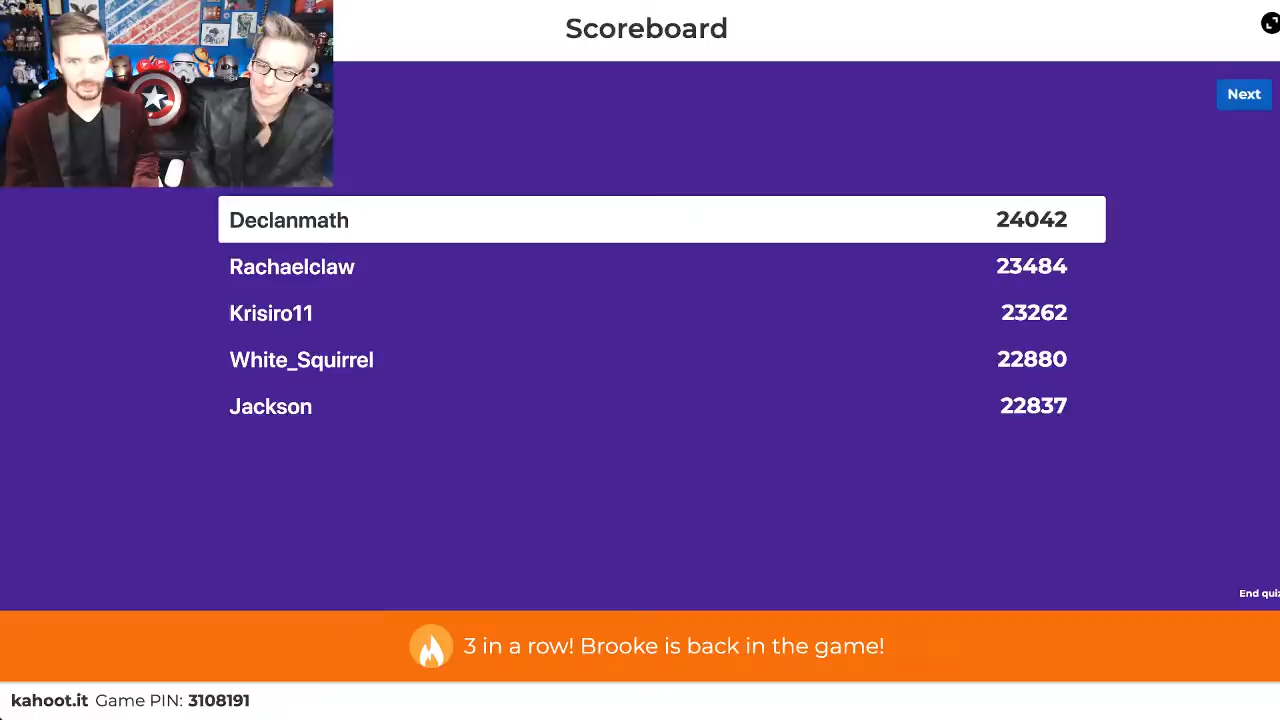 Scoreboard
Next
Declanmath 24042
Rachaelclaw 23484
Krisiro11 23262
White_Squirrel 22880
Jackson 22837
End quiz
3 in a row! Brooke is back in the game!
kahoot.it Game PIN: 3108191